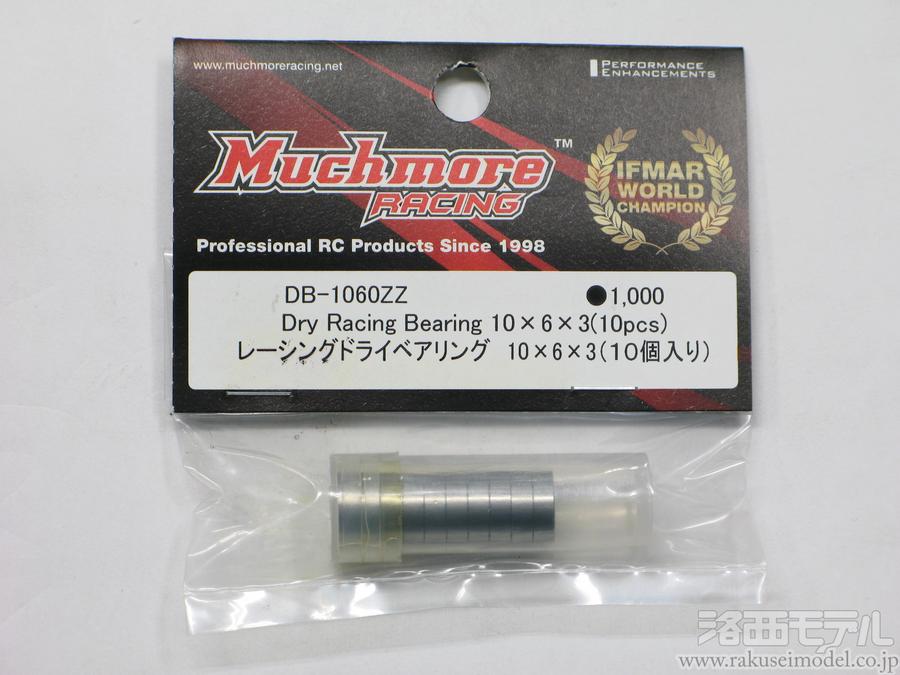 www.muchmoreracing.net
PERFORMANCE
ENHANCEMENTS
Muchmore™
RACING
IFMAR
WORLD
CHAMPION
Professional RC Products Since 1998
DB-1060ZZ ●1,000
Dry Racing Bearing 10×6×3(10pcs)
レーシングドライベアリング 10×6×3(10個入り)
洛西モデル
www.rakuseimodel.co.jp